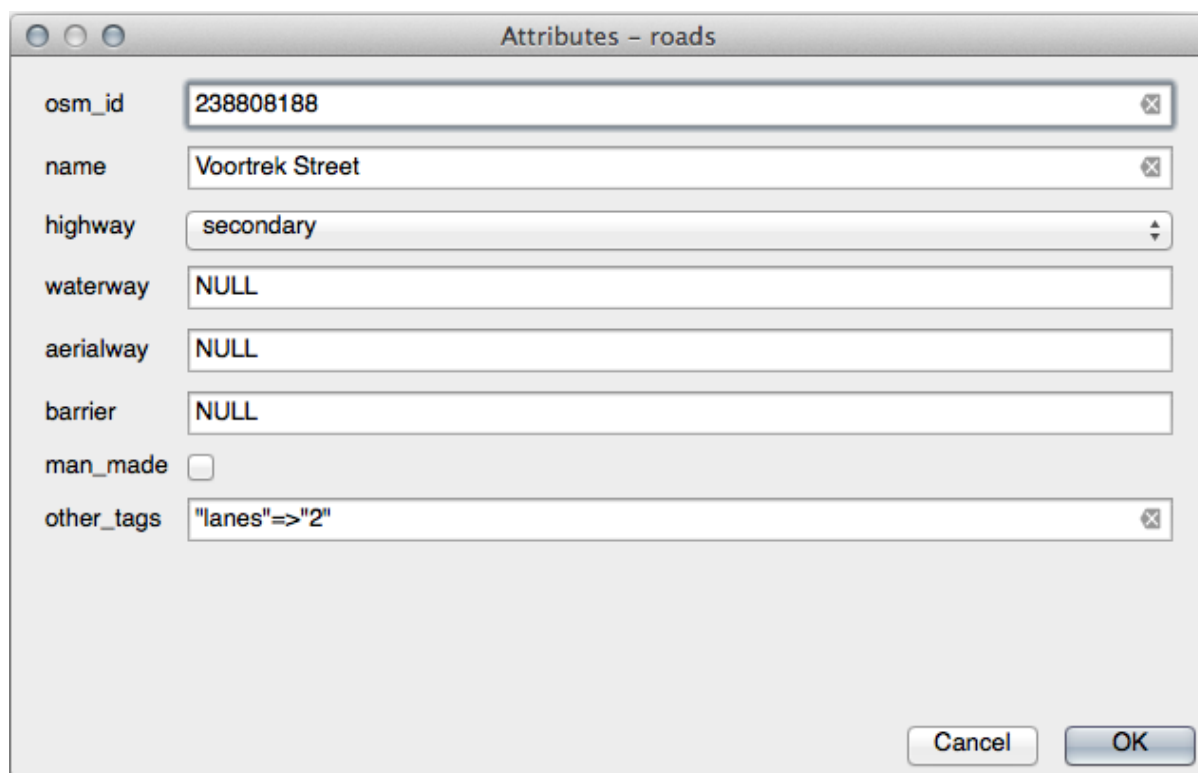 Attributes – roads
osm_id 238808188
name Voortrek Street
highway secondary
waterway NULL
aerialway NULL
barrier NULL
man_made
other_tags "lanes"=>"2"
Cancel OK